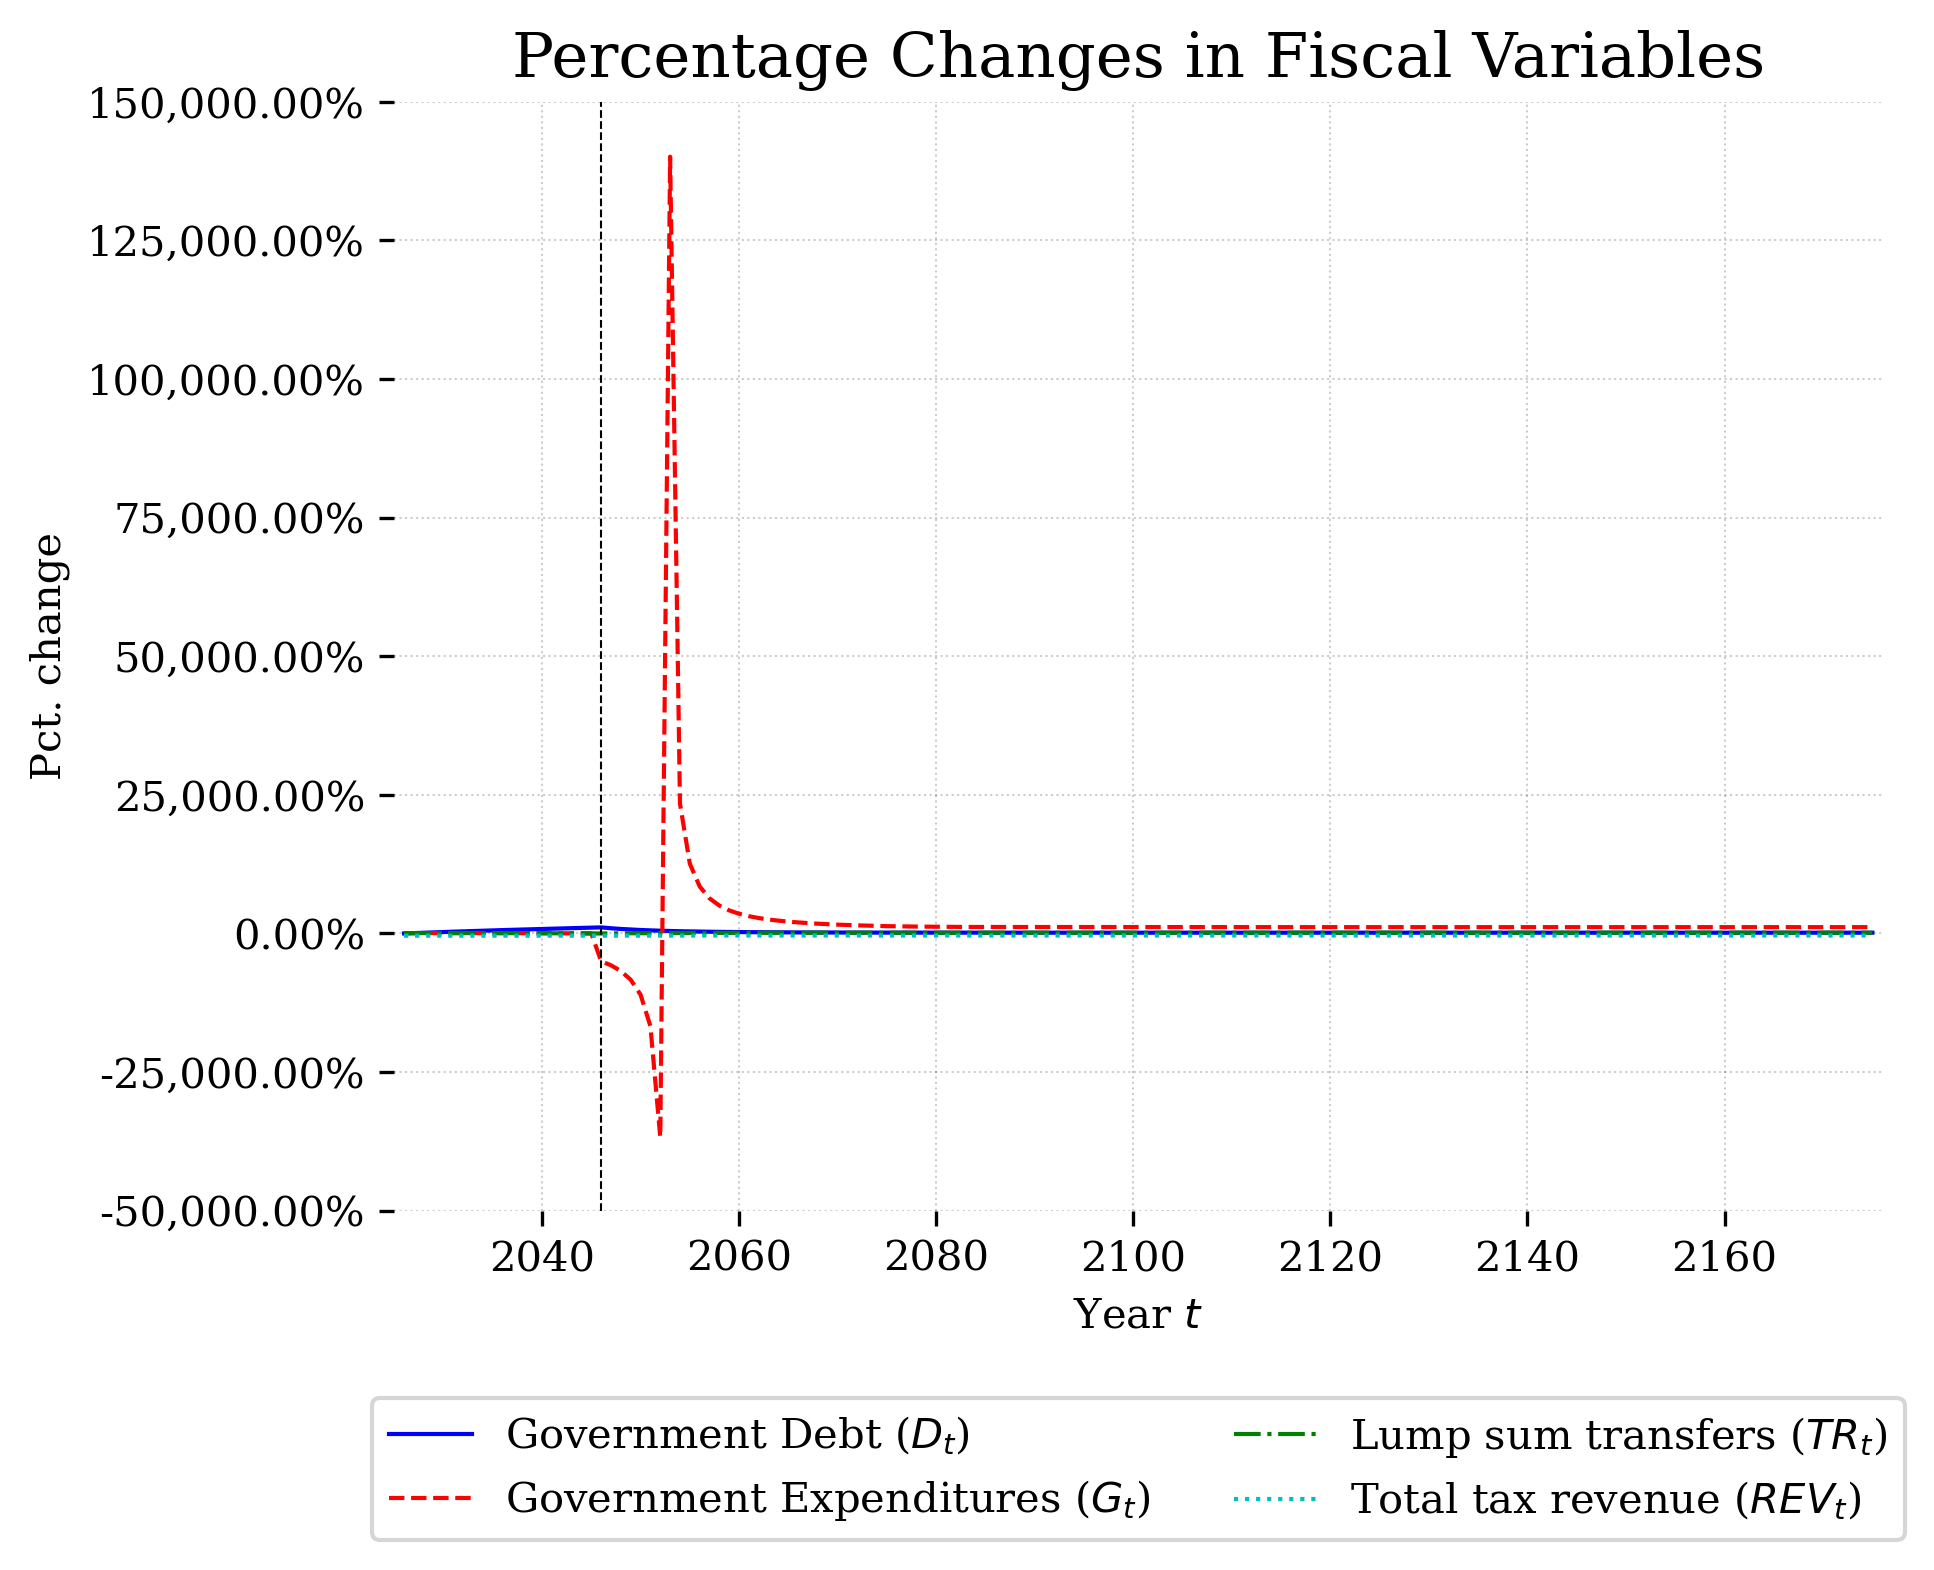 Percentage Changes in Fiscal Variables
150,000.00%
125,000.00%
100,000.00%
75,000.00%
50,000.00%
25,000.00%
0.00%
-25,000.00%
-50,000.00%
Pct. change
2040 2060 2080 2100 2120 2140 2160
Year t
Government Debt (D_t)
Government Expenditures (G_t)
Lump sum transfers (TR_t)
Total tax revenue (REV_t)